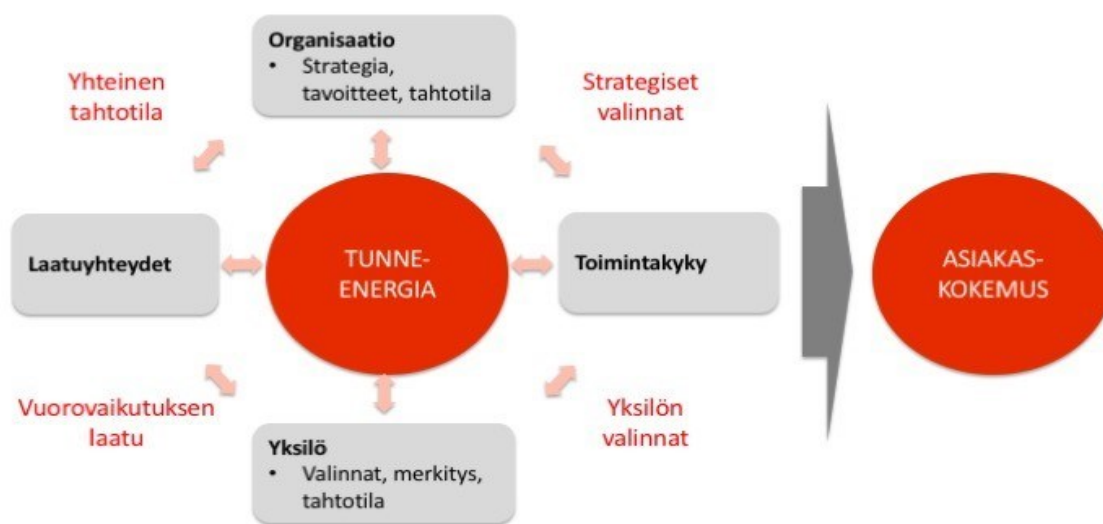 Organisaatio
• Strategia,
tavoitteet, tahtotila
Yhteinen
tahtotila
Strategiset
valinnat
Laatuyhteydet
TUNNE-
ENERGIA
Toimintakyky
ASIAKAS-
KOKEMUS
Vuorovaikutuksen
laatu
Yksilön
valinnat
Yksilö
• Valinnat, merkitys,
tahtotila